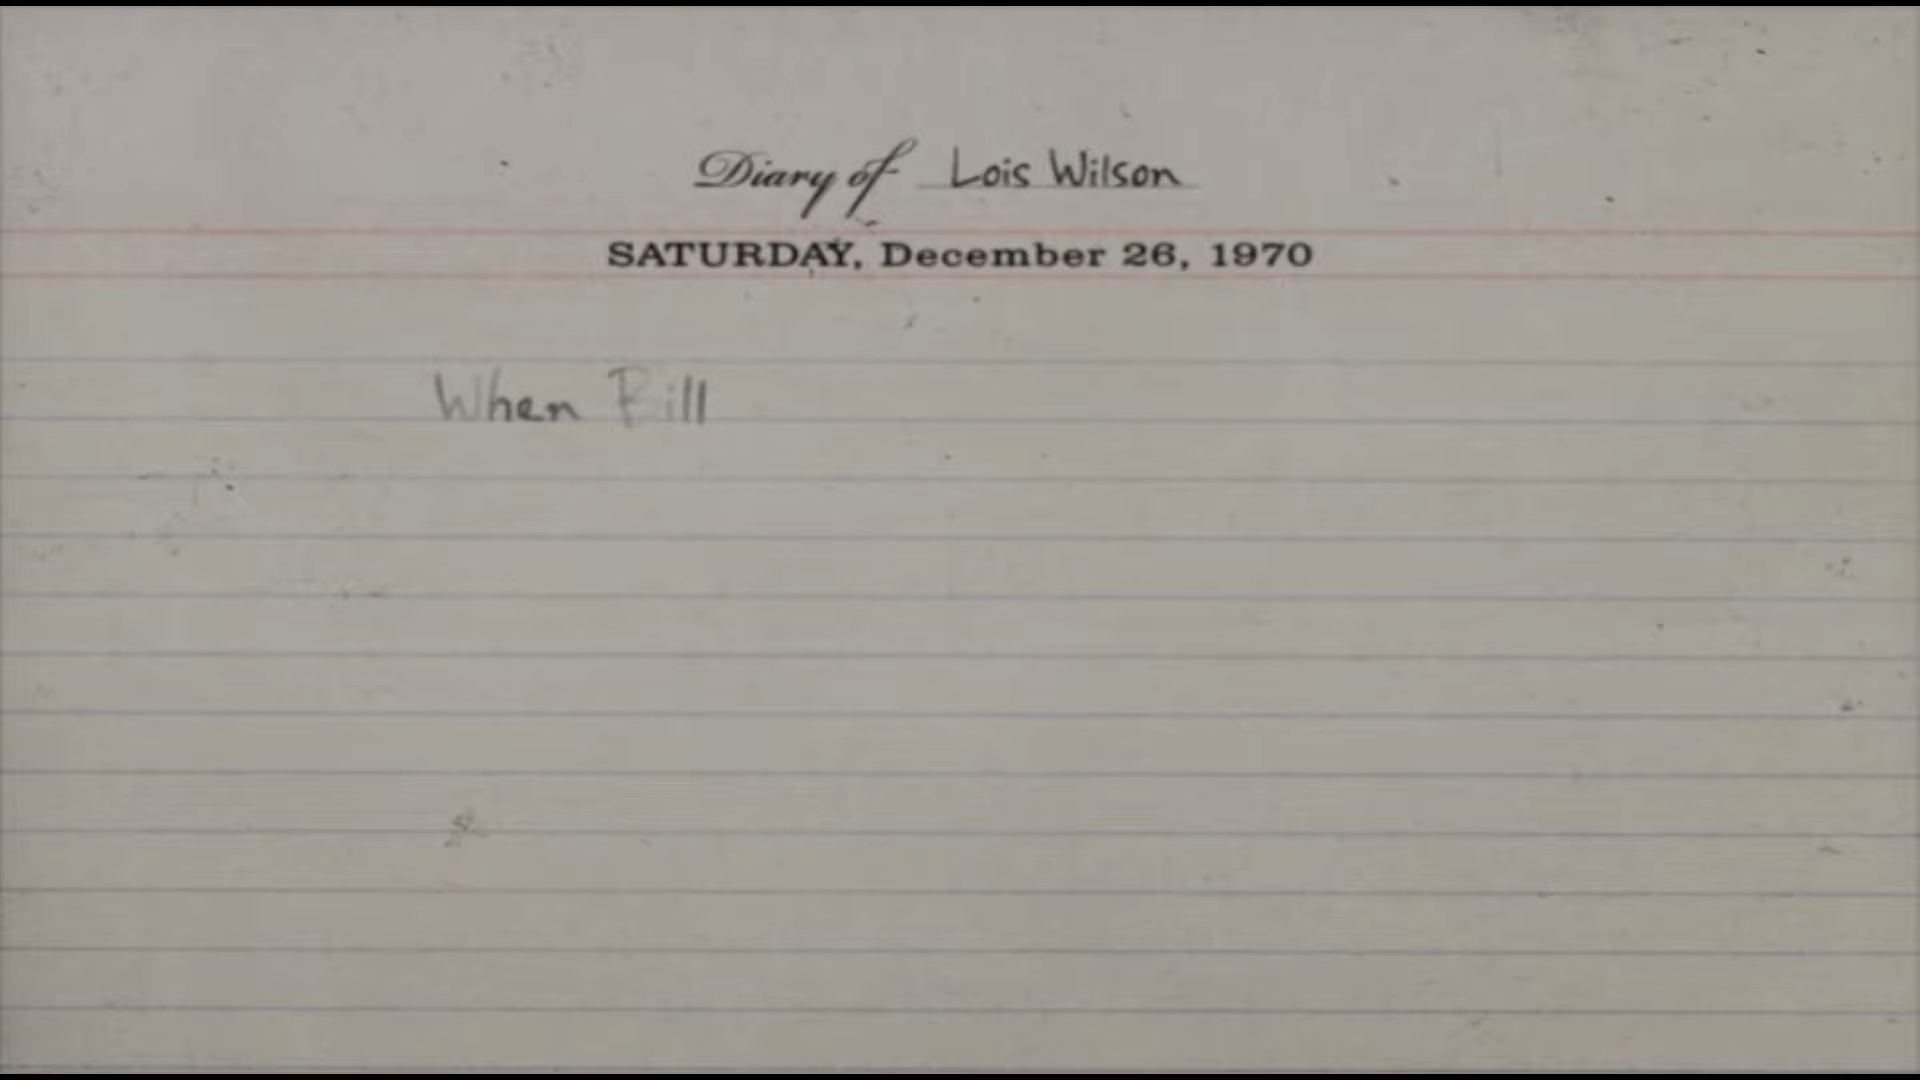 Diary of Lois Wilson
SATURDAY, December 26, 1970
When Bill